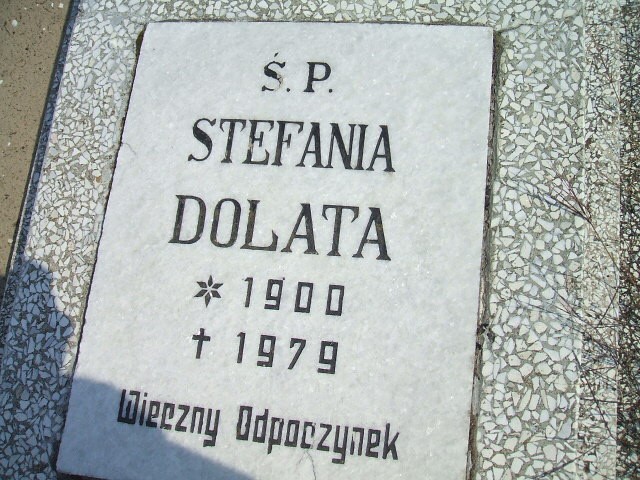 Ś. P.
STEFANIA
DOLATA
* 1900
† 1979
Wieczny Odpoczynek